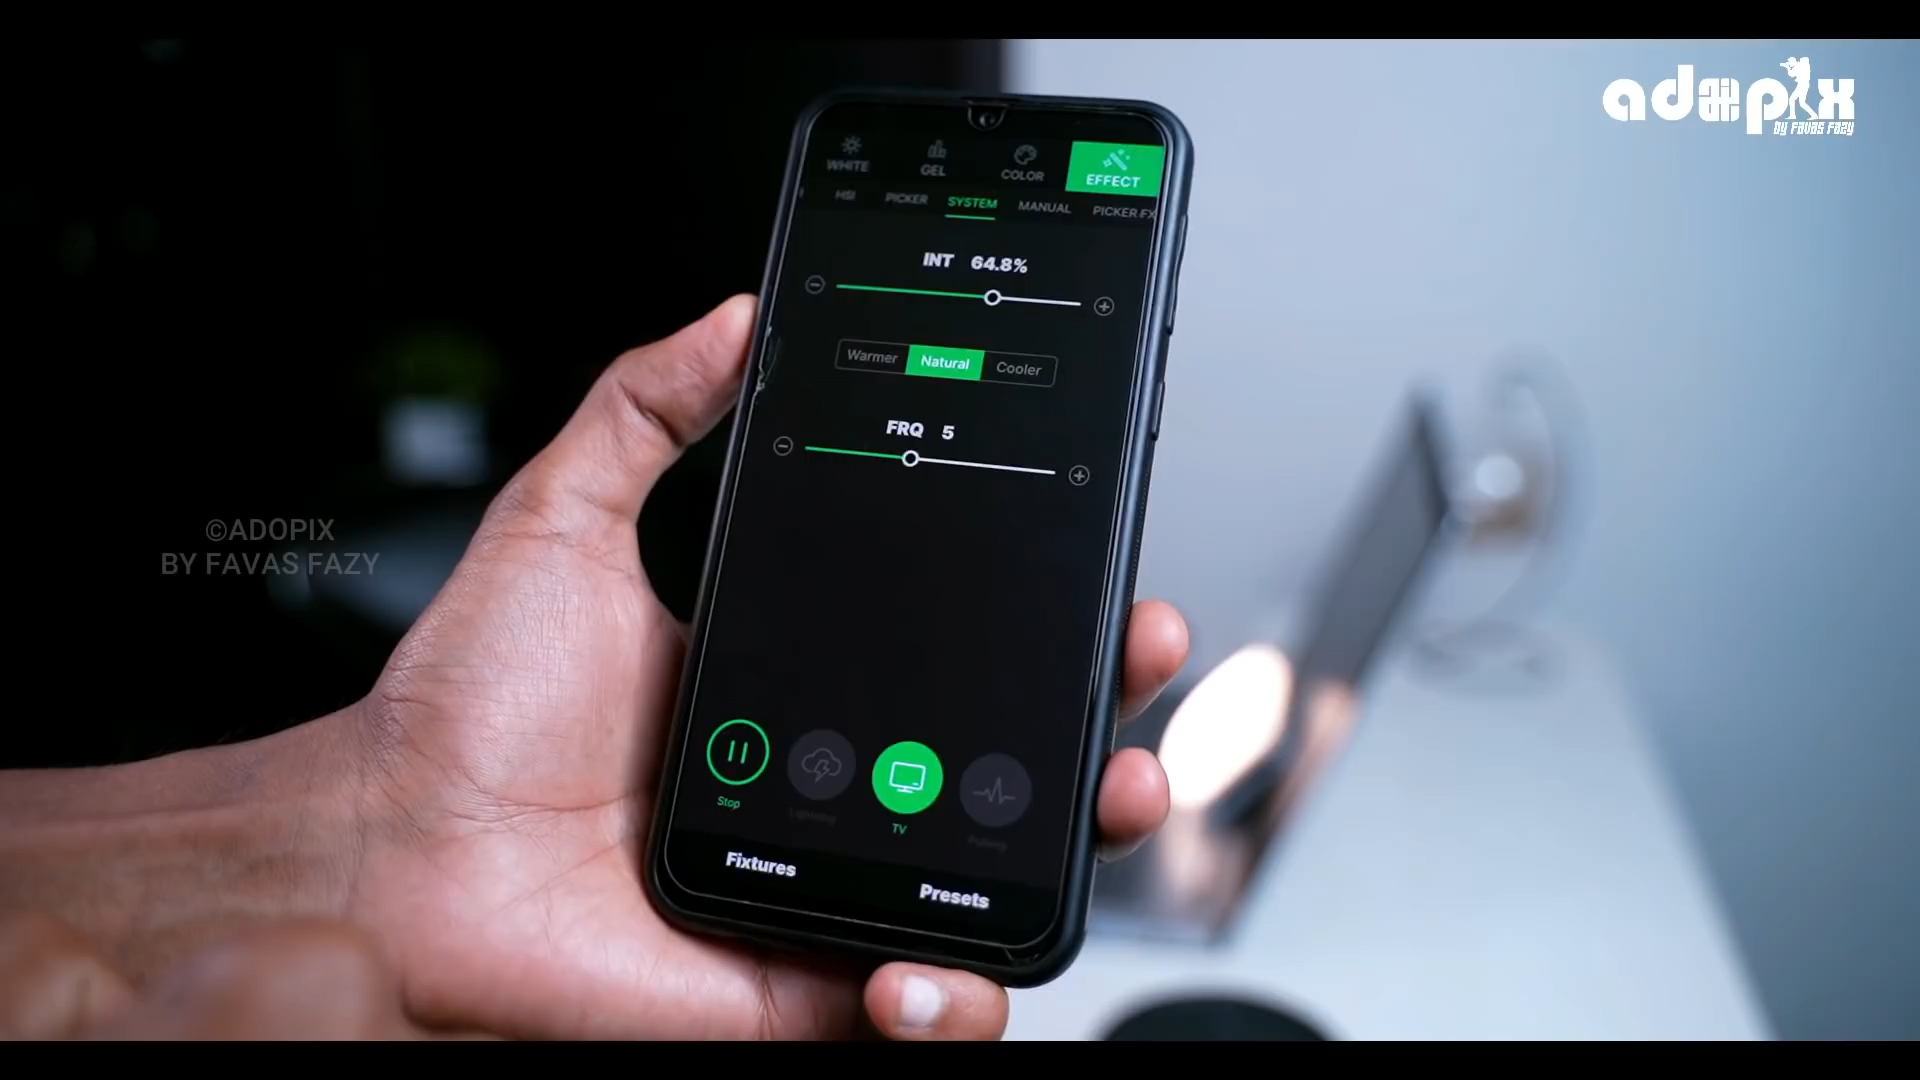 adopix
BY FAVAS FAZY
WHITE GEL COLOR EFFECT
HSI PICKER SYSTEM MANUAL PICKER FX
INT 64.8%
Warmer Natural Cooler
FRQ 5
©ADOPIX
BY FAVAS FAZY
Stop Lightning TV
Fixtures Presets